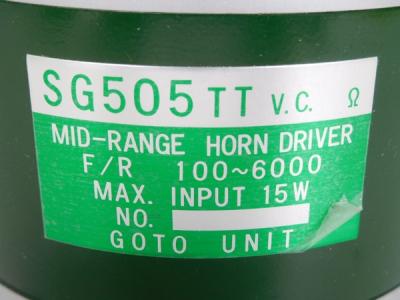 SG505TT V.C. Ω
MID-RANGE HORN DRIVER
F/R 100~6000
MAX. INPUT 15W
NO.
GOTO UNIT